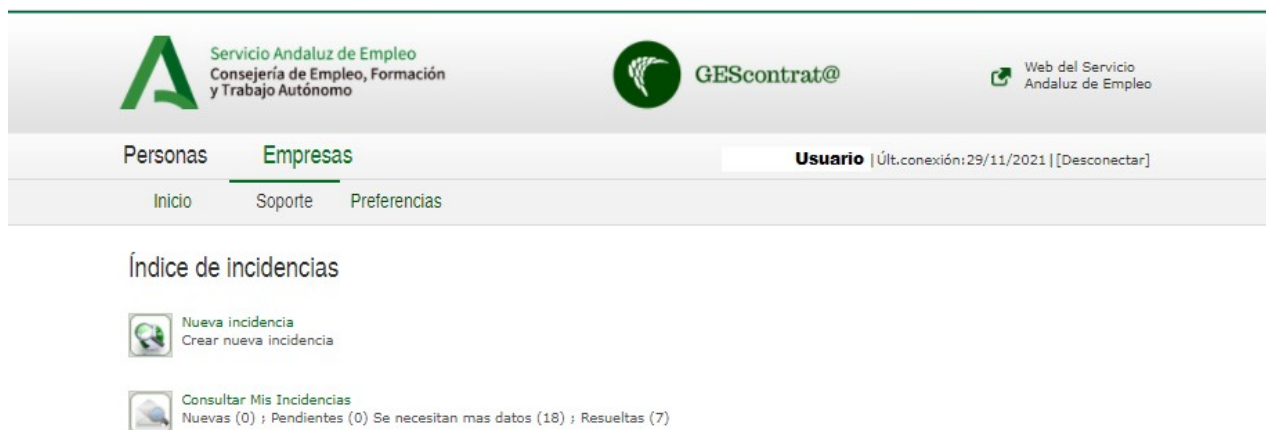 Servicio Andaluz de Empleo
Consejería de Empleo, Formación
y Trabajo Autónomo
GEScontrat@
Web del Servicio
Andaluz de Empleo
Personas Empresas
Usuario |Últ.conexión:29/11/2021|[Desconectar]
Inicio Soporte Preferencias
Índice de incidencias
Nueva incidencia
Crear nueva incidencia
Consultar Mis Incidencias
Nuevas (0) ; Pendientes (0) Se necesitan mas datos (18) ; Resueltas (7)